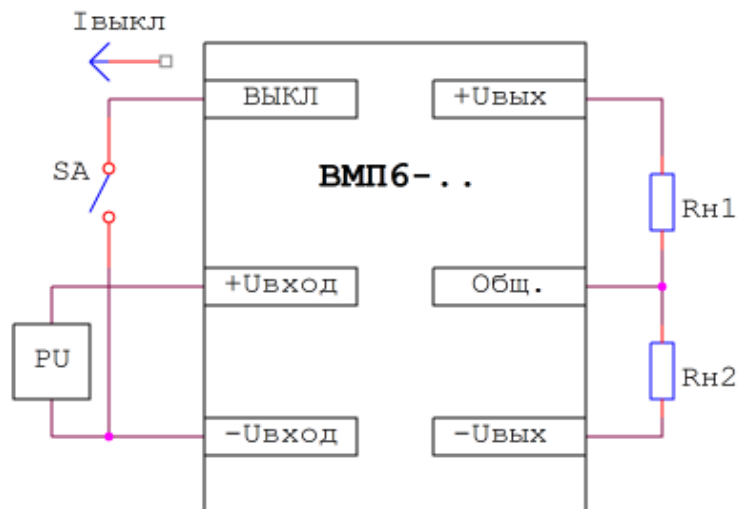 Iвыкл
ВЫКЛ
+Uвых
SA
ВМП6-..
Rн1
+Uвход
Общ.
PU
Rн2
-Uвход
-Uвых